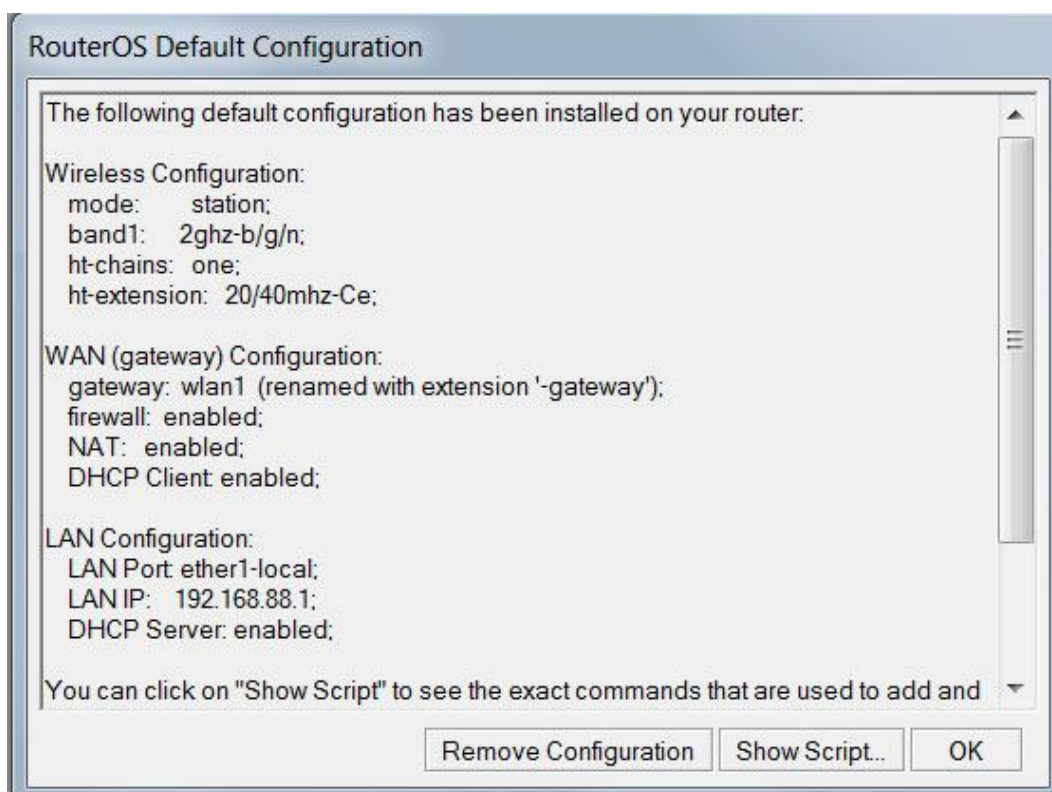 RouterOS Default Configuration
The following default configuration has been installed on your router:
Wireless Configuration:
mode: station;
band1: 2ghz-b/g/n;
ht-chains: one;
ht-extension: 20/40mhz-Ce;
WAN (gateway) Configuration:
gateway: wlan1 (renamed with extension '-gateway');
firewall: enabled;
NAT: enabled;
DHCP Client: enabled;
LAN Configuration:
LAN Port: ether1-local;
LAN IP: 192.168.88.1;
DHCP Server: enabled;
You can click on "Show Script" to see the exact commands that are used to add and
Remove Configuration Show Script... OK